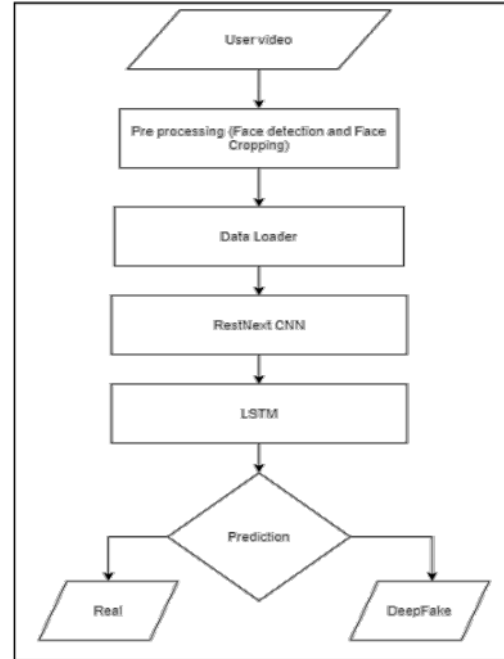 User video
Pre processing (Face detection and Face
Cropping)
Data Loader
RestNext CNN
LSTM
Prediction
Real
DeepFake